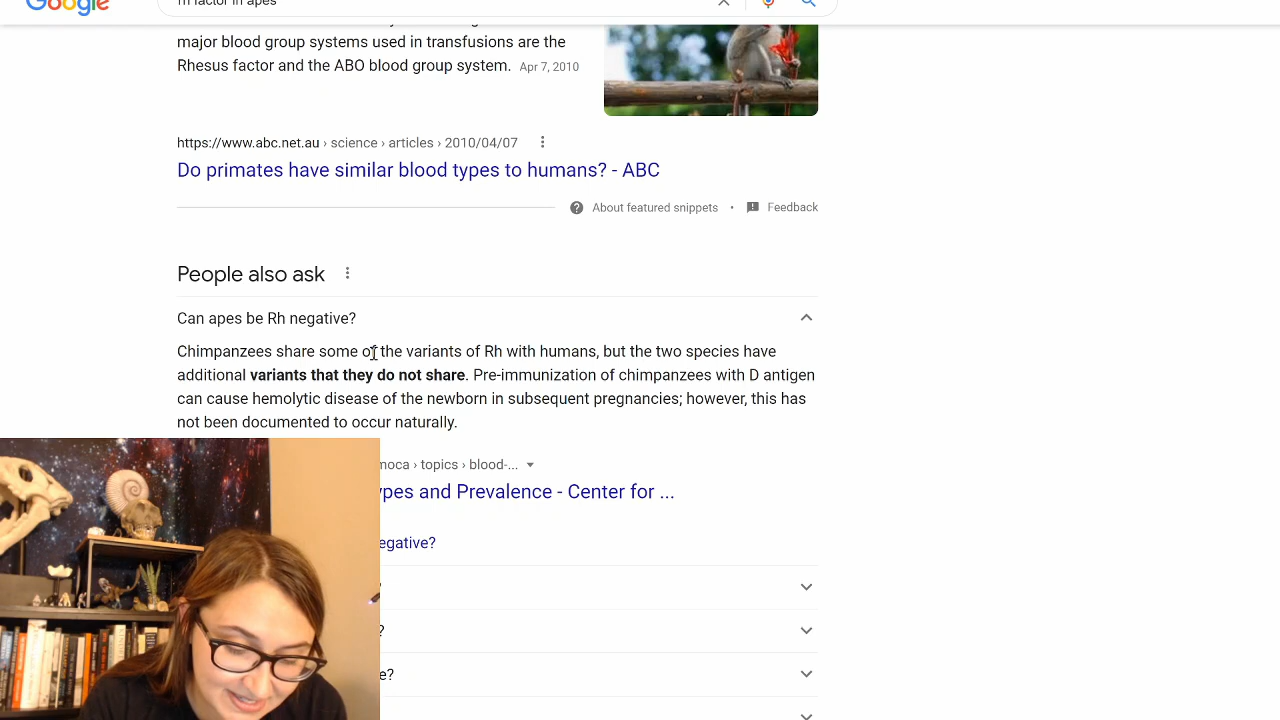 Google
rh factor in apes
major blood group systems used in transfusions are the
Rhesus factor and the ABO blood group system. Apr 7, 2010
https://www.abc.net.au › science › articles › 2010/04/07
Do primates have similar blood types to humans? - ABC
About featured snippets • Feedback
People also ask
Can apes be Rh negative?
Chimpanzees share some of the variants of Rh with humans, but the two species have
additional variants that they do not share. Pre-immunization of chimpanzees with D antigen
can cause hemolytic disease of the newborn in subsequent pregnancies; however, this has
not been documented to occur naturally.
moca › topics › blood-...
ypes and Prevalence - Center for ...
egative?
?
e?